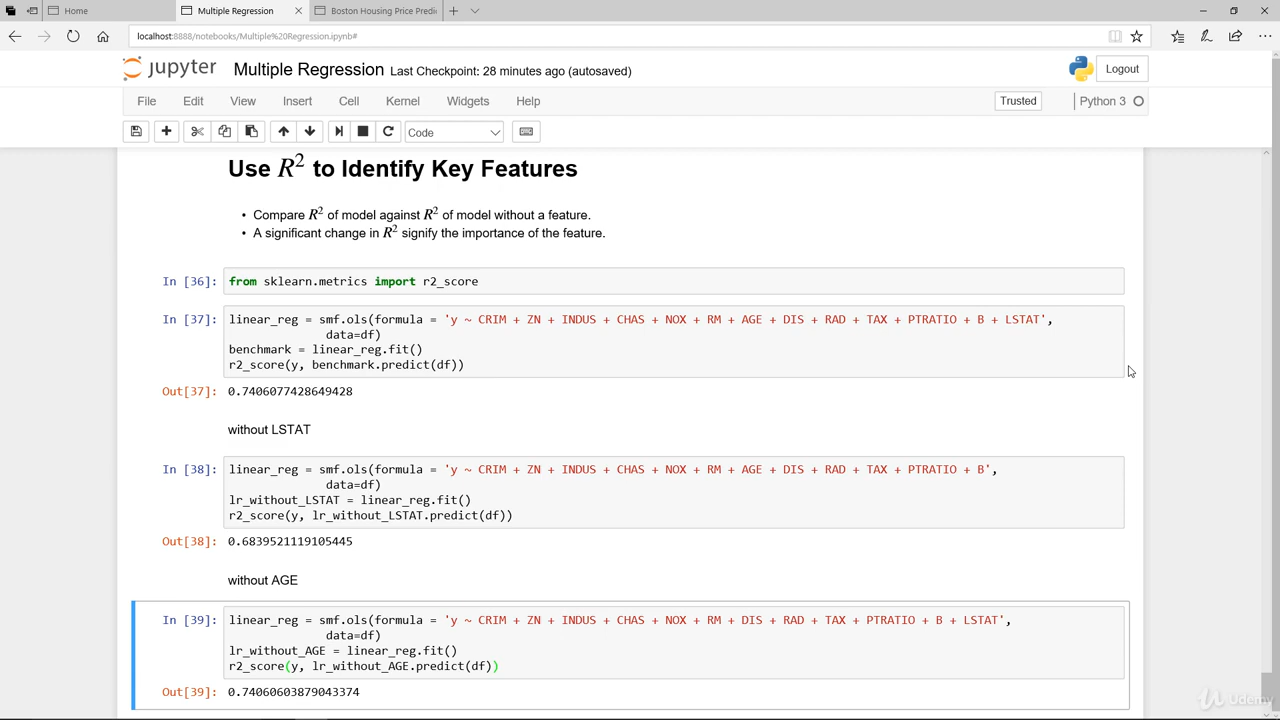 Home
Multiple Regression
Boston Housing Price Predi
localhost:8888/notebooks/Multiple%20Regression.ipynb#
jupyter Multiple Regression Last Checkpoint: 28 minutes ago (autosaved) Logout
File Edit View Insert Cell Kernel Widgets Help Trusted Python 3
Code
Use R² to Identify Key Features
• Compare R² of model against R² of model without a feature.
• A significant change in R² signify the importance of the feature.
In [36]: from sklearn.metrics import r2_score
In [37]: linear_reg = smf.ols(formula = 'y ~ CRIM + ZN + INDUS + CHAS + NOX + RM + AGE + DIS + RAD + TAX + PTRATIO + B + LSTAT',
data=df)
benchmark = linear_reg.fit()
r2_score(y, benchmark.predict(df))
Out[37]: 0.7406077428649428
without LSTAT
In [38]: linear_reg = smf.ols(formula = 'y ~ CRIM + ZN + INDUS + CHAS + NOX + RM + AGE + DIS + RAD + TAX + PTRATIO + B',
data=df)
lr_without_LSTAT = linear_reg.fit()
r2_score(y, lr_without_LSTAT.predict(df))
Out[38]: 0.6839521119105445
without AGE
In [39]: linear_reg = smf.ols(formula = 'y ~ CRIM + ZN + INDUS + CHAS + NOX + RM + DIS + RAD + TAX + PTRATIO + B + LSTAT',
data=df)
lr_without_AGE = linear_reg.fit()
r2_score(y, lr_without_AGE.predict(df))
Out[39]: 0.74060603879043374
Udemy